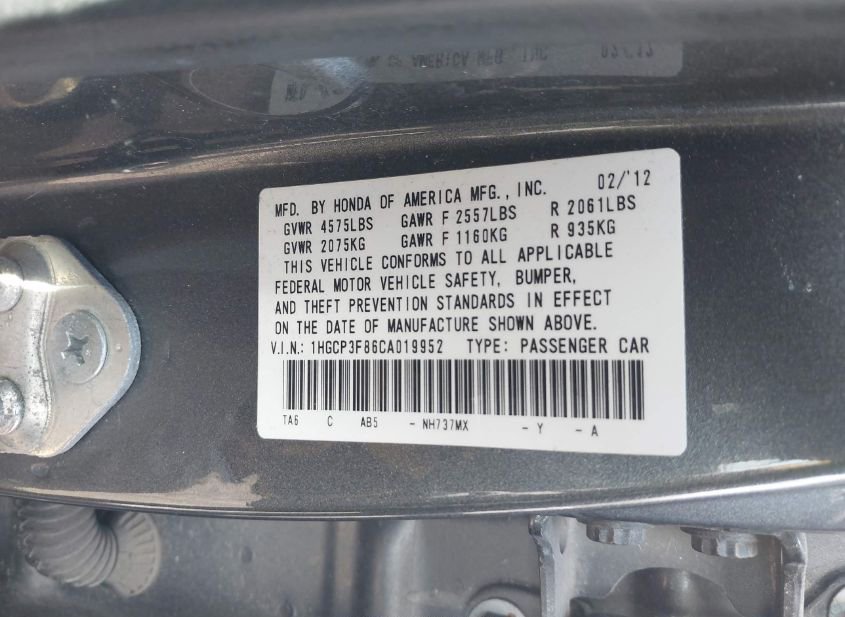 MFD. BY HONDA OF AMERICA MFG., INC. 02/'12
GVWR 4575LBS GAWR F 2557LBS R 2061LBS
GVWR 2075KG GAWR F 1160KG R 935KG
THIS VEHICLE CONFORMS TO ALL APPLICABLE
FEDERAL MOTOR VEHICLE SAFETY, BUMPER,
AND THEFT PREVENTION STANDARDS IN EFFECT
ON THE DATE OF MANUFACTURE SHOWN ABOVE.
V.I.N.: 1HGCP3F86CA019952 TYPE: PASSENGER CAR
TA6 C AB5 - NH737MX - Y - A